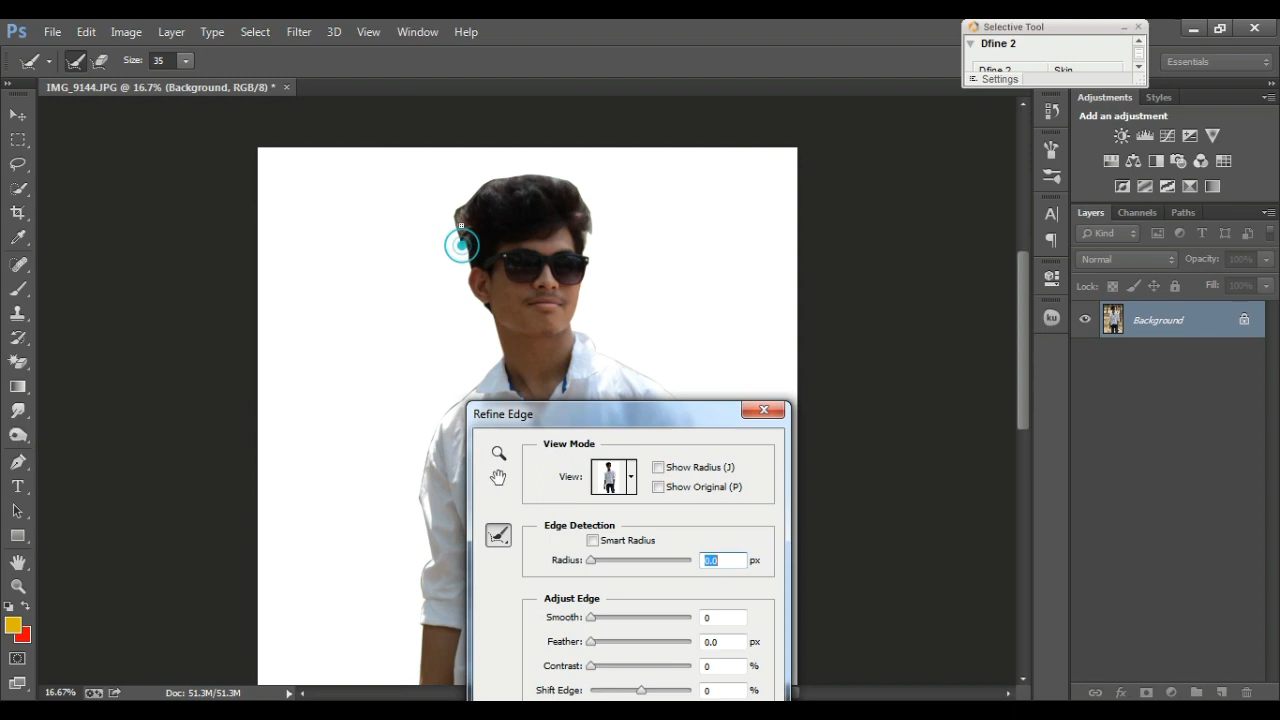 Ps File Edit Image Layer Type Select Filter 3D View Window Help
Selective Tool
Dfine 2
Dfine 2 Skin
Settings
Size: 35
Essentials
IMG_9144.JPG @ 16.7% (Background, RGB/8) * ×
Adjustments Styles
Add an adjustment
Layers Channels Paths
Kind
Normal Opacity: 100%
Lock: Fill: 100%
Background
ku
Refine Edge
View Mode
View:
Show Radius (J)
Show Original (P)
Edge Detection
Smart Radius
Radius: 0.0 px
Adjust Edge
Smooth: 0
Feather: 0.0 px
Contrast: 0 %
Shift Edge: 0 %
16.67% Doc: 51.3M/51.3M
fx